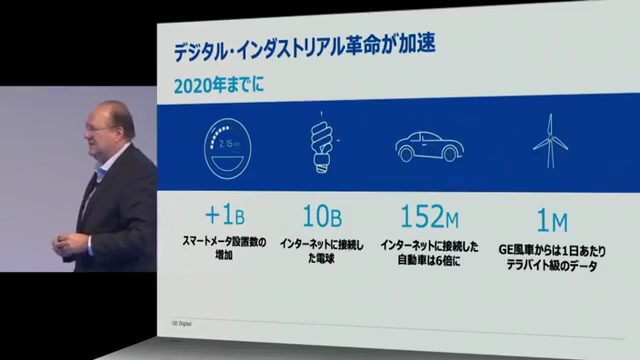 デジタル・インダストリアル革命が加速
2020年までに
+1B
スマートメータ設置数の
増加
10B
インターネットに接続し
た電球
152M
インターネットに接続した
自動車は6倍に
1M
GE風車からは1日あたり
テラバイト級のデータ
GE Digital